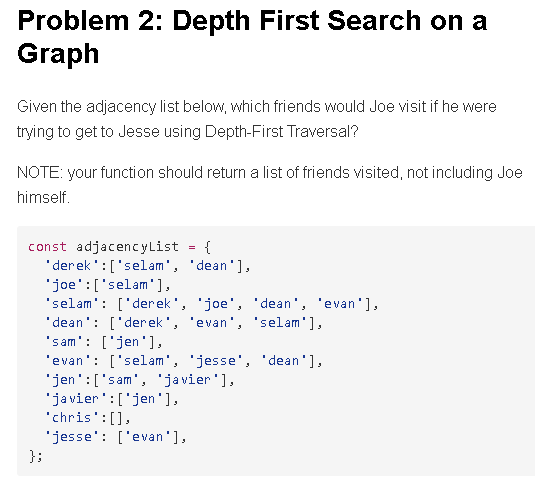 Problem 2: Depth First Search on a
Graph
Given the adjacency list below, which friends would Joe visit if he were
trying to get to Jesse using Depth-First Traversal?
NOTE: your function should return a list of friends visited, not including Joe
himself.
const adjacencyList = {
  'derek':['selam', 'dean'],
  'joe':['selam'],
  'selam': ['derek', 'joe', 'dean', 'evan'],
  'dean': ['derek', 'evan', 'selam'],
  'sam': ['jen'],
  'evan': ['selam', 'jesse', 'dean'],
  'jen':['sam', 'javier'],
  'javier':['jen'],
  'chris':[],
  'jesse': ['evan'],
};